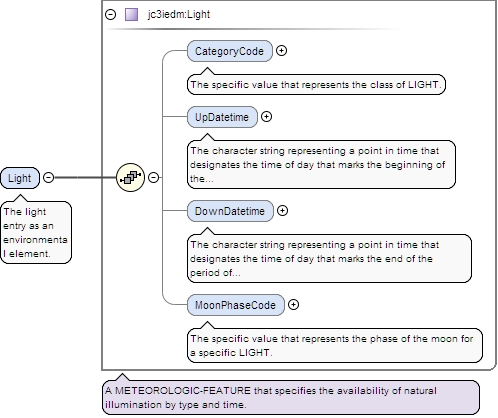 jc3iedm:Light
CategoryCode
The specific value that represents the class of LIGHT.
UpDatetime
The character string representing a point in time that
designates the time of day that marks the beginning of
the...
Light
The light
entry as an
environmenta
l element.
DownDatetime
The character string representing a point in time that
designates the time of day that marks the end of the
period of...
MoonPhaseCode
The specific value that represents the phase of the moon for
a specific LIGHT.
A METEOROLOGIC-FEATURE that specifies the availability of natural
illumination by type and time.